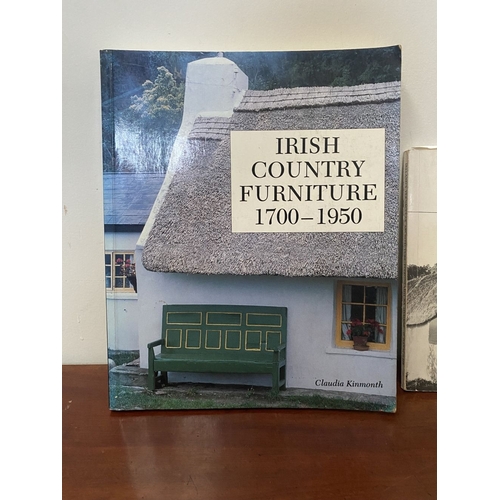 IRISH
COUNTRY
FURNITURE
1700–1950
Claudia Kinmonth